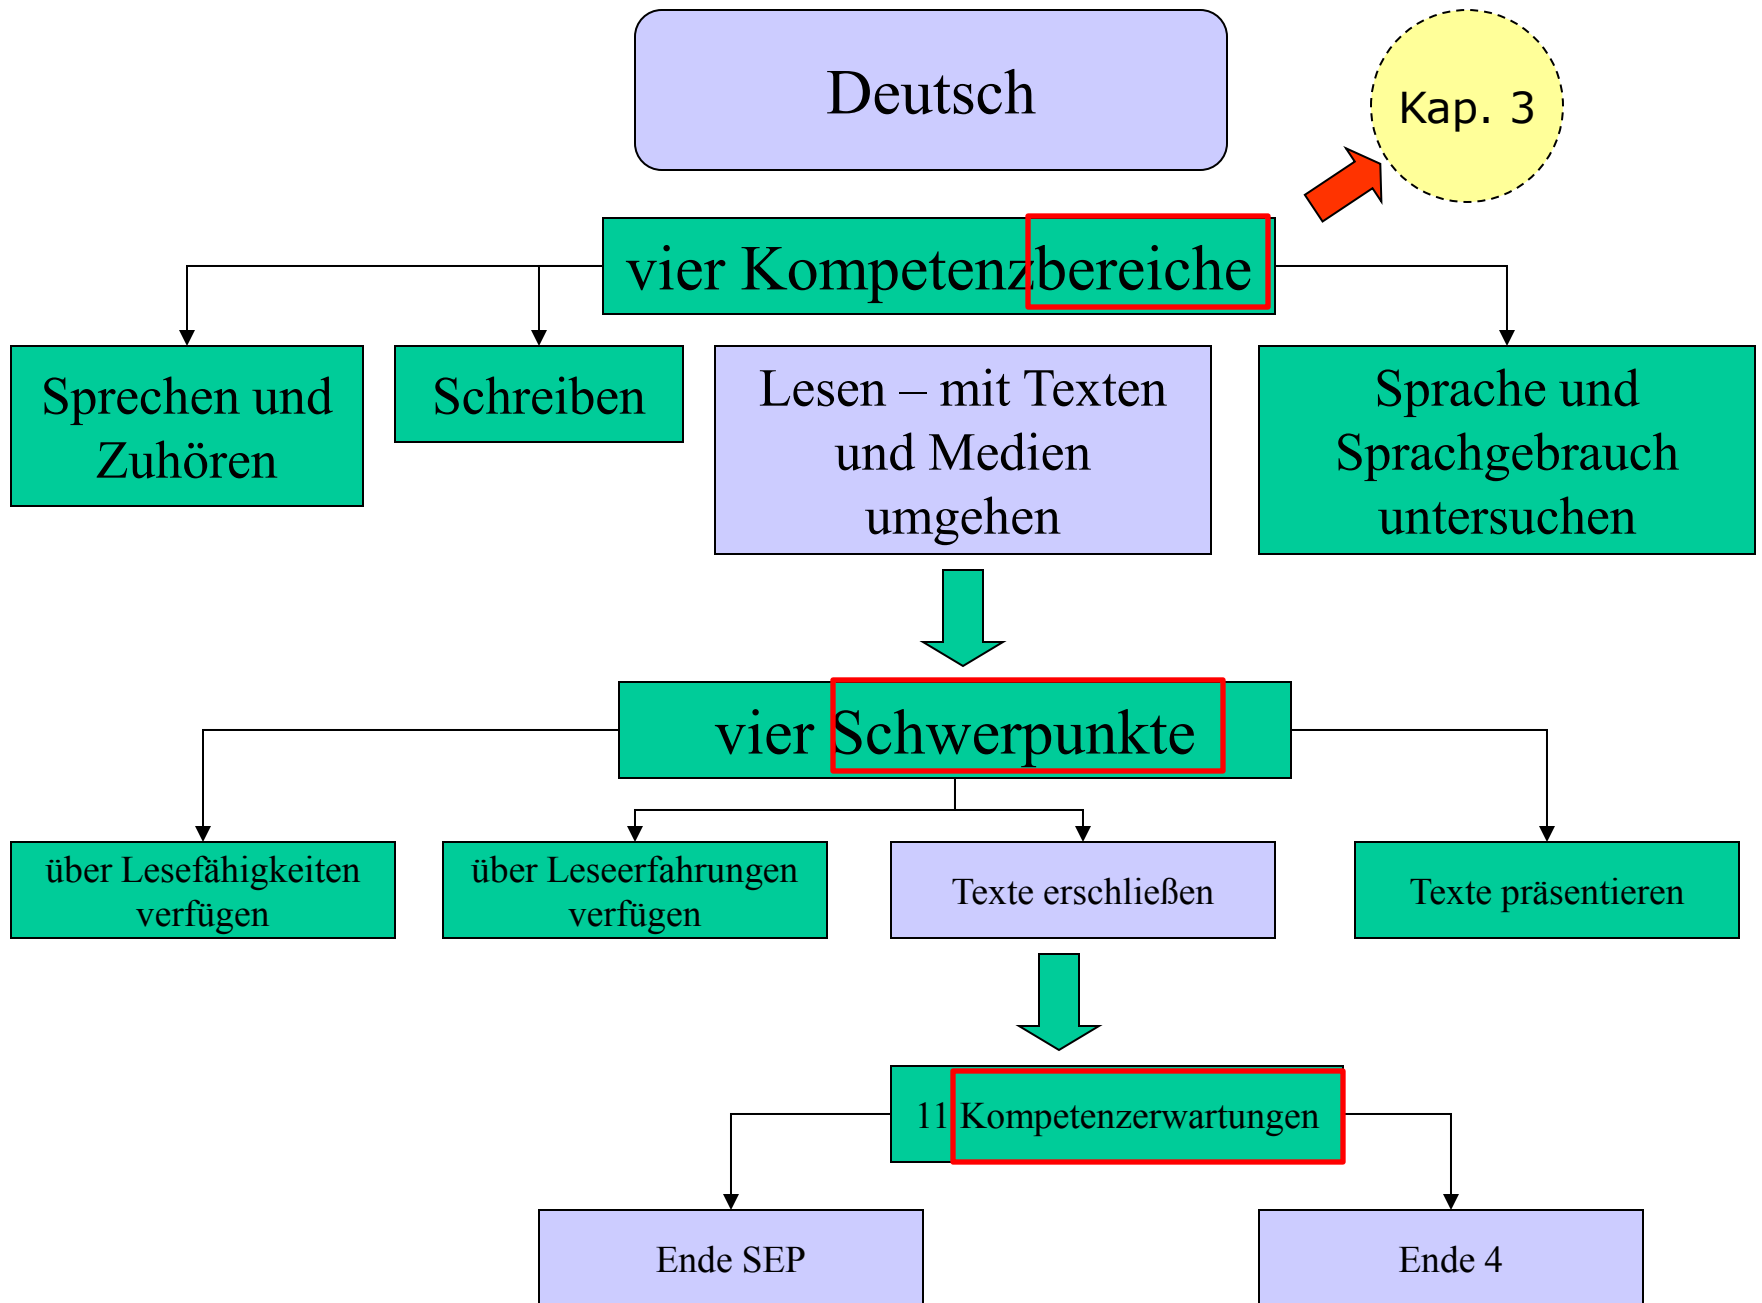 Deutsch
Kap. 3
vier Kompetenzbereiche
Sprechen und
Zuhören
Schreiben
Lesen – mit Texten
und Medien
umgehen
Sprache und
Sprachgebrauch
untersuchen
vier Schwerpunkte
über Lesefähigkeiten
verfügen
über Leseerfahrungen
verfügen
Texte erschließen
Texte präsentieren
11 Kompetenzerwartungen
Ende SEP
Ende 4